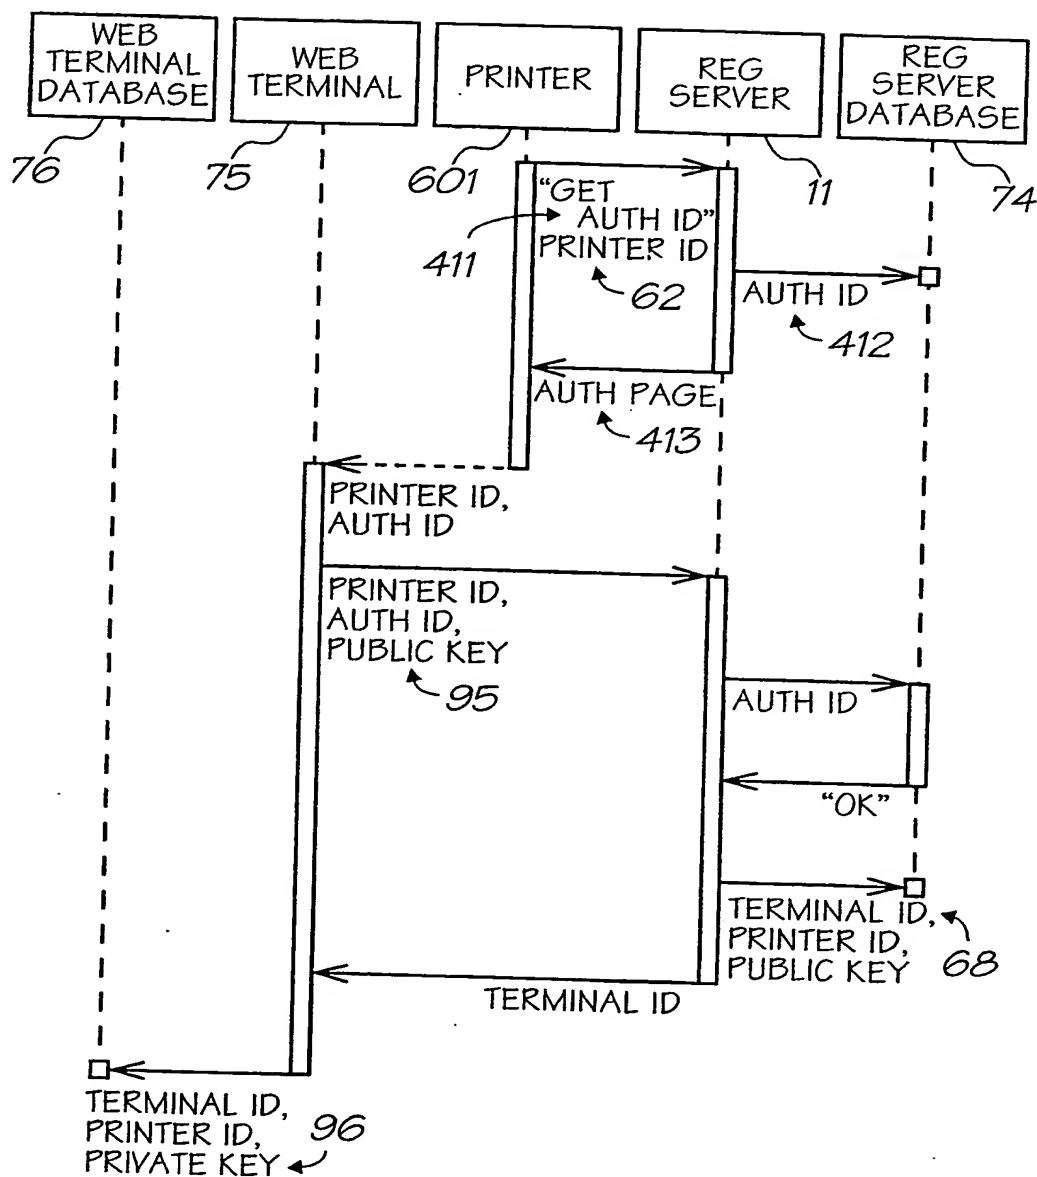 WEB
TERMINAL
DATABASE
WEB
TERMINAL
PRINTER
REG
SERVER
REG
SERVER
DATABASE
76
75
601
11
74
“GET
AUTH ID”
PRINTER ID
411
62
AUTH ID
412
AUTH PAGE
413
PRINTER ID,
AUTH ID
PRINTER ID,
AUTH ID,
PUBLIC KEY
95
AUTH ID
“OK”
TERMINAL ID,
PRINTER ID,
PUBLIC KEY
68
TERMINAL ID
TERMINAL ID,
PRINTER ID,
PRIVATE KEY
96